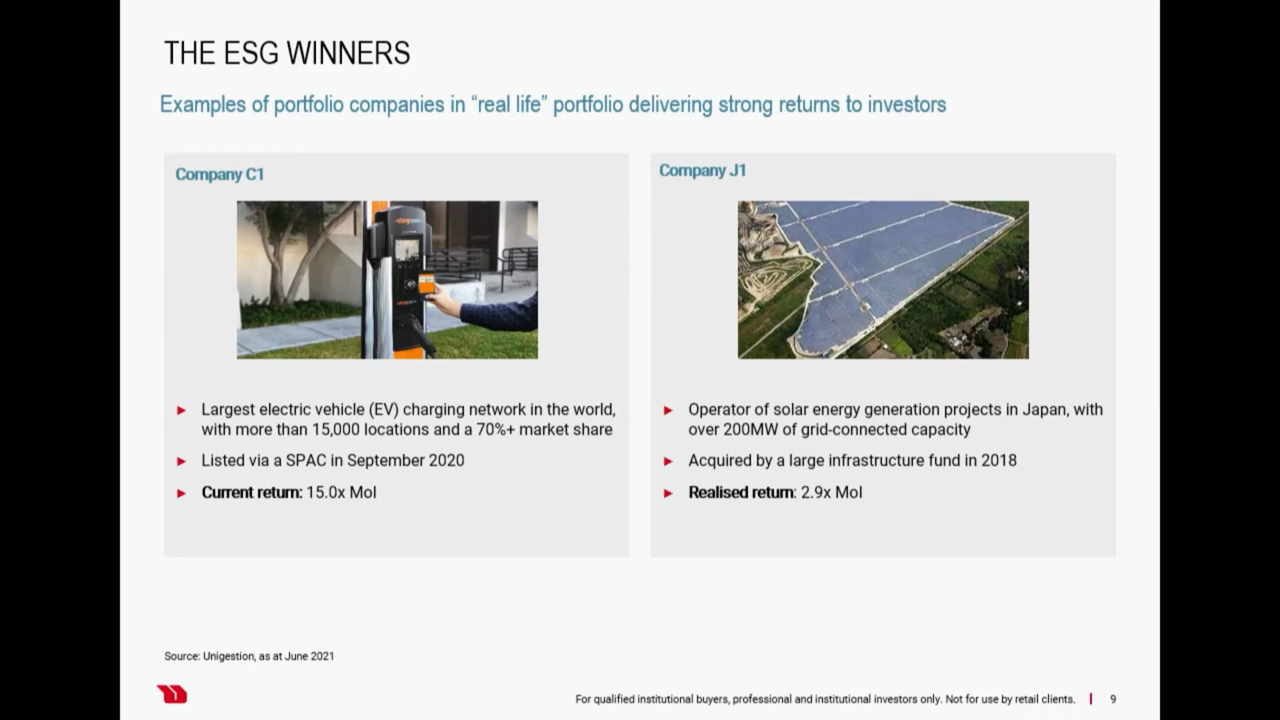 THE ESG WINNERS
Examples of portfolio companies in “real life” portfolio delivering strong returns to investors
Company C1
Largest electric vehicle (EV) charging network in the world,
with more than 15,000 locations and a 70%+ market share
Listed via a SPAC in September 2020
Current return: 15.0x MoI
Company J1
Operator of solar energy generation projects in Japan, with
over 200MW of grid-connected capacity
Acquired by a large infrastructure fund in 2018
Realised return: 2.9x MoI
Source: Unigestion, as at June 2021
For qualified institutional buyers, professional and institutional investors only. Not for use by retail clients. | 9